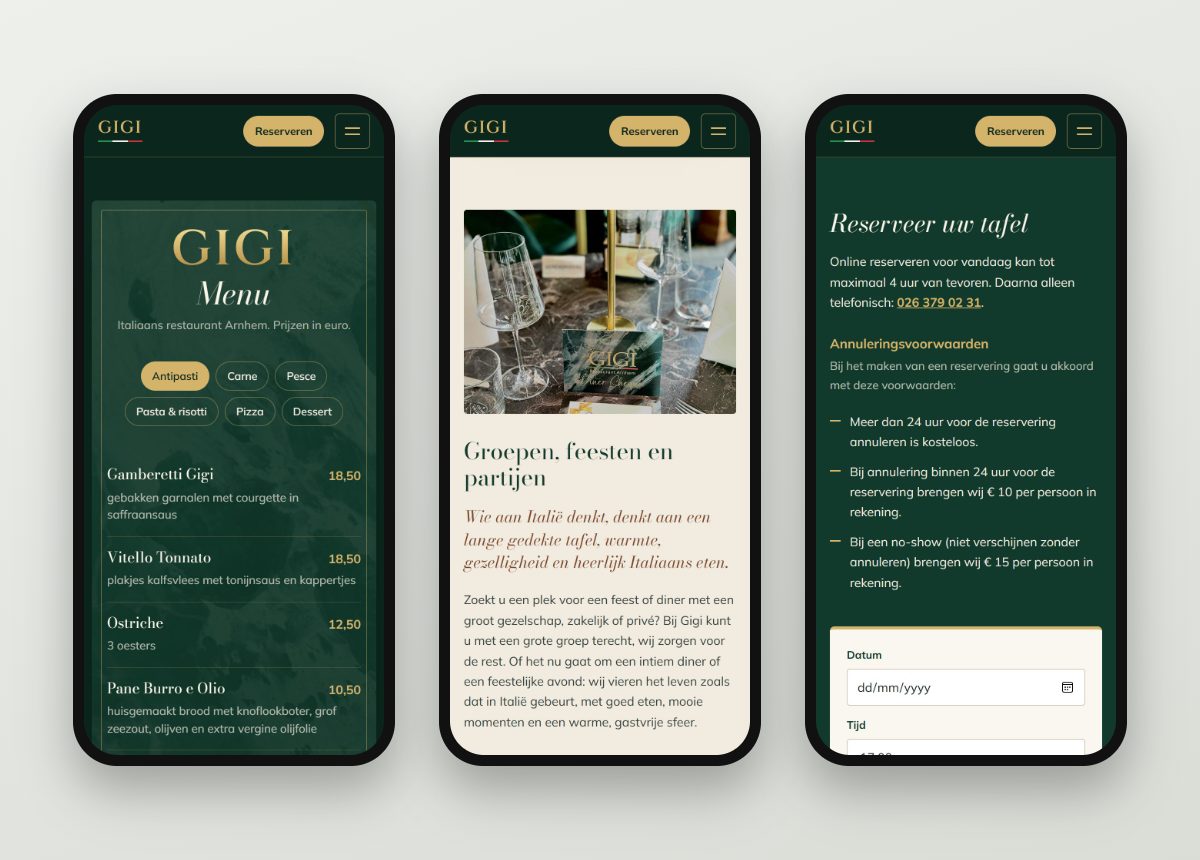 GIGI
Reserveren
GIGI
Menu
Italiaans restaurant Arnhem. Prijzen in euro.
Antipasti
Carne
Pesce
Pasta & risotti
Pizza
Dessert
Gamberetti Gigi 18,50
gebakken garnalen met courgette in
saffraansaus
Vitello Tonnato 18,50
plakjes kalfsvlees met tonijnsaus en kappertjes
Ostriche 12,50
3 oesters
Pane Burro e Olio 10,50
huisgemaakt brood met knoflookboter, grof
zeezout, olijven en extra vergine olijfolie
GIGI
Reserveren
GIGI
Diner Cheque
Groepen, feesten en
partijen
Wie aan Italië denkt, denkt aan een
lange gedekte tafel, warmte,
gezelligheid en heerlijk Italiaans eten.
Zoekt u een plek voor een feest of diner met een
groot gezelschap, zakelijk of privé? Bij Gigi kunt
u met een grote groep terecht, wij zorgen voor
de rest. Of het nu gaat om een intiem diner of
een feestelijke avond: wij vieren het leven zoals
dat in Italië gebeurt, met goed eten, mooie
momenten en een warme, gastvrije sfeer.
GIGI
Reserveren
Reserveer uw tafel
Online reserveren voor vandaag kan tot
maximaal 4 uur van tevoren. Daarna alleen
telefonisch: 026 379 02 31.
Annuleringsvoorwaarden
Bij het maken van een reservering gaat u akkoord
met deze voorwaarden:
Meer dan 24 uur voor de reservering
annuleren is kosteloos.
Bij annulering binnen 24 uur voor de
reservering brengen wij € 10 per persoon in
rekening.
Bij een no-show (niet verschijnen zonder
annuleren) brengen wij € 15 per persoon in
rekening.
Datum
dd/mm/yyyy
Tijd